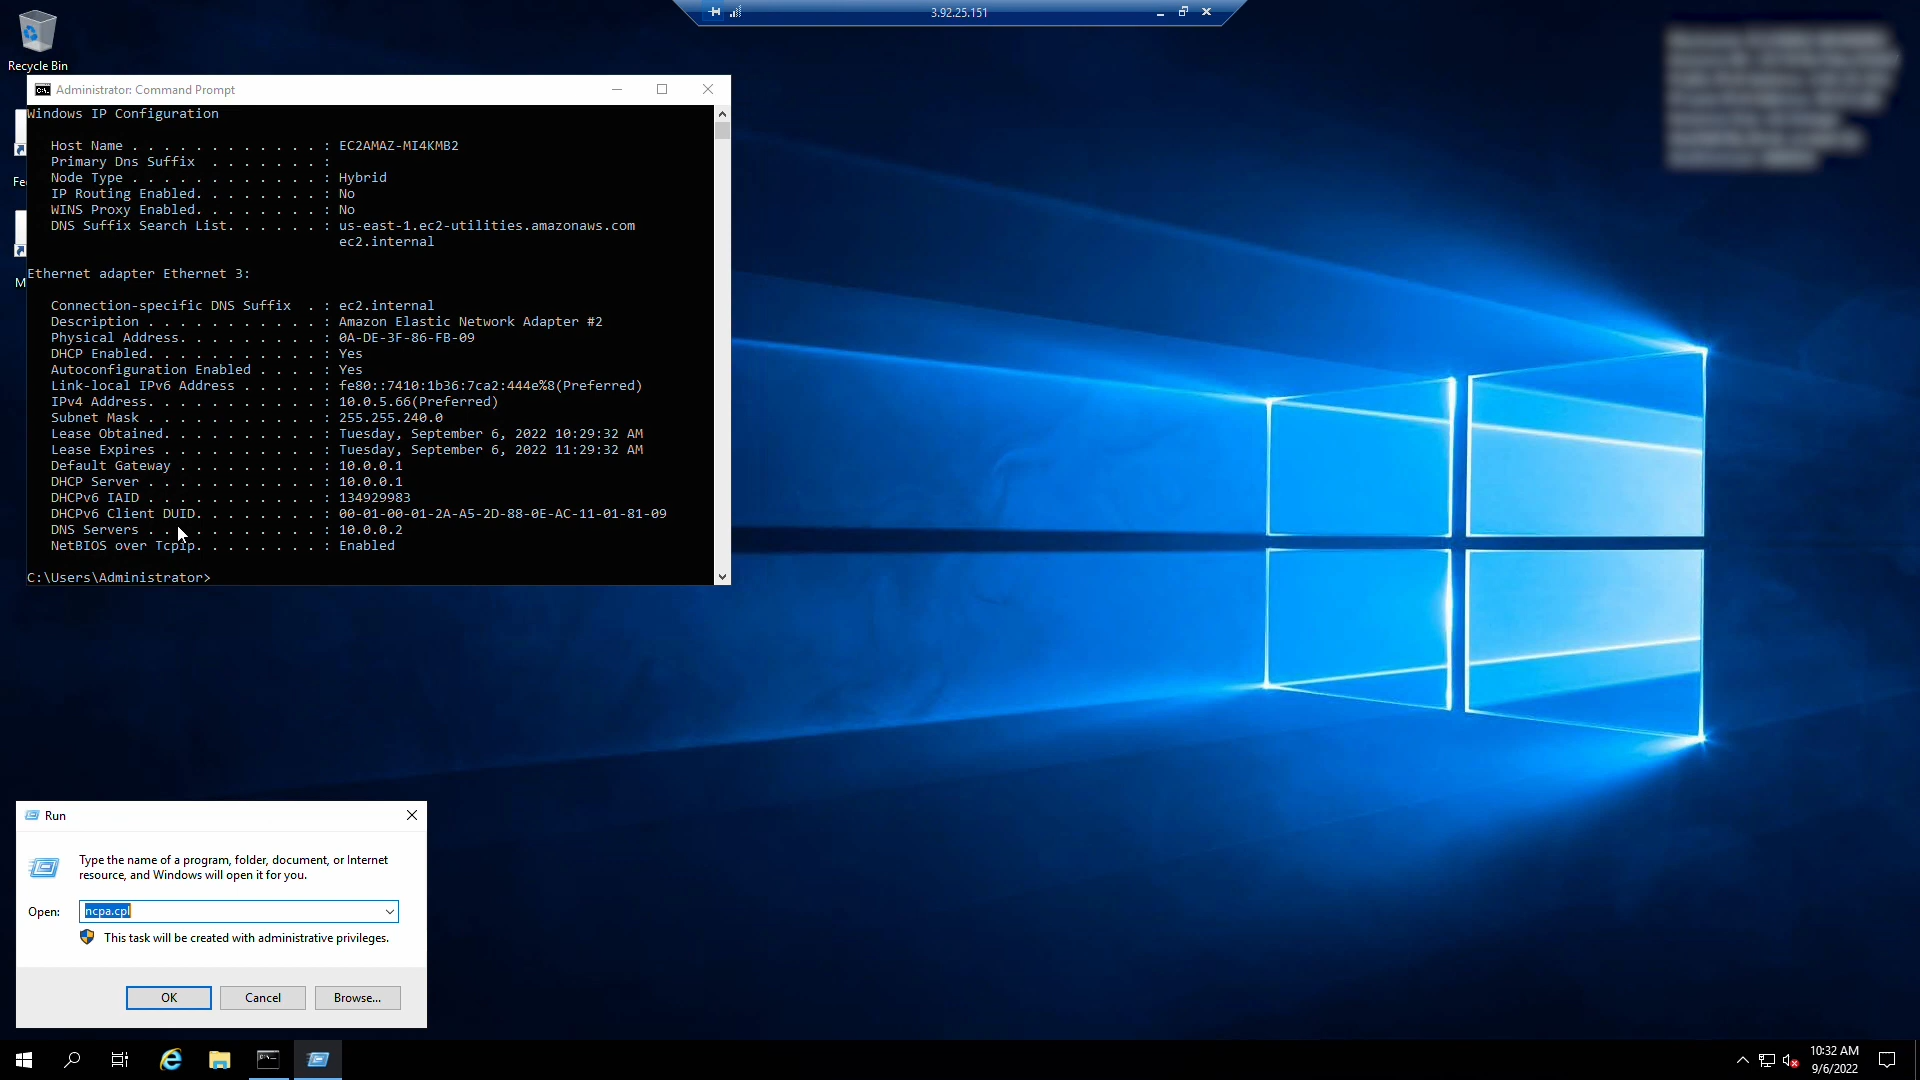 3.92.25.151
Recycle Bin
Administrator: Command Prompt
Windows IP Configuration
Host Name . . . . . . . . . . . . : EC2AMAZ-MI4KMB2
Primary Dns Suffix  . . . . . . . :
Node Type . . . . . . . . . . . . : Hybrid
IP Routing Enabled. . . . . . . . : No
WINS Proxy Enabled. . . . . . . . : No
DNS Suffix Search List. . . . . . : us-east-1.ec2-utilities.amazonaws.com
ec2.internal
Ethernet adapter Ethernet 3:
Connection-specific DNS Suffix  . : ec2.internal
Description . . . . . . . . . . . : Amazon Elastic Network Adapter #2
Physical Address. . . . . . . . . : 0A-DE-3F-86-FB-09
DHCP Enabled. . . . . . . . . . . : Yes
Autoconfiguration Enabled . . . . : Yes
Link-local IPv6 Address . . . . . : fe80::7410:1b36:7ca2:444e%8(Preferred)
IPv4 Address. . . . . . . . . . . : 10.0.5.66(Preferred)
Subnet Mask . . . . . . . . . . . : 255.255.240.0
Lease Obtained. . . . . . . . . . : Tuesday, September 6, 2022 10:29:32 AM
Lease Expires . . . . . . . . . . : Tuesday, September 6, 2022 11:29:32 AM
Default Gateway . . . . . . . . . : 10.0.0.1
DHCP Server . . . . . . . . . . . : 10.0.0.1
DHCPv6 IAID . . . . . . . . . . . : 134929983
DHCPv6 Client DUID. . . . . . . . : 00-01-00-01-2A-A5-2D-88-0E-AC-11-01-81-09
DNS Servers . . . . . . . . . . . : 10.0.0.2
NetBIOS over Tcpip. . . . . . . . : Enabled
C:\Users\Administrator>
Run
Type the name of a program, folder, document, or Internet
resource, and Windows will open it for you.
Open: ncpa.cpl
This task will be created with administrative privileges.
OK
Cancel
Browse...
10:32 AM
9/6/2022